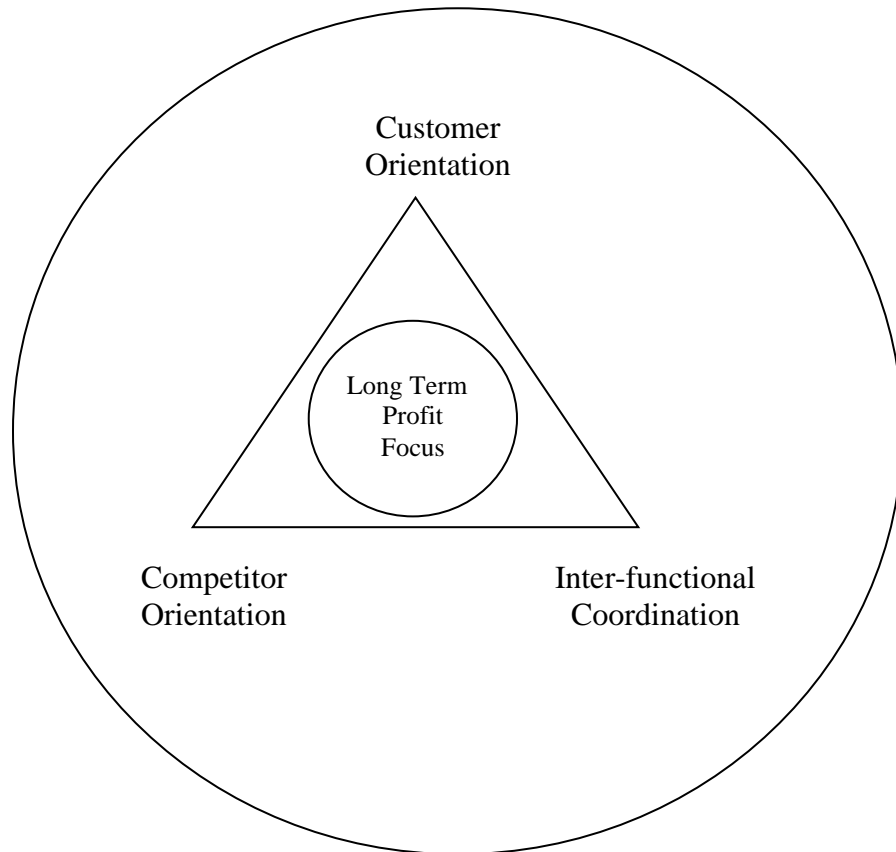 Customer
Orientation
Long Term
Profit
Focus
Competitor
Orientation
Inter-functional
Coordination